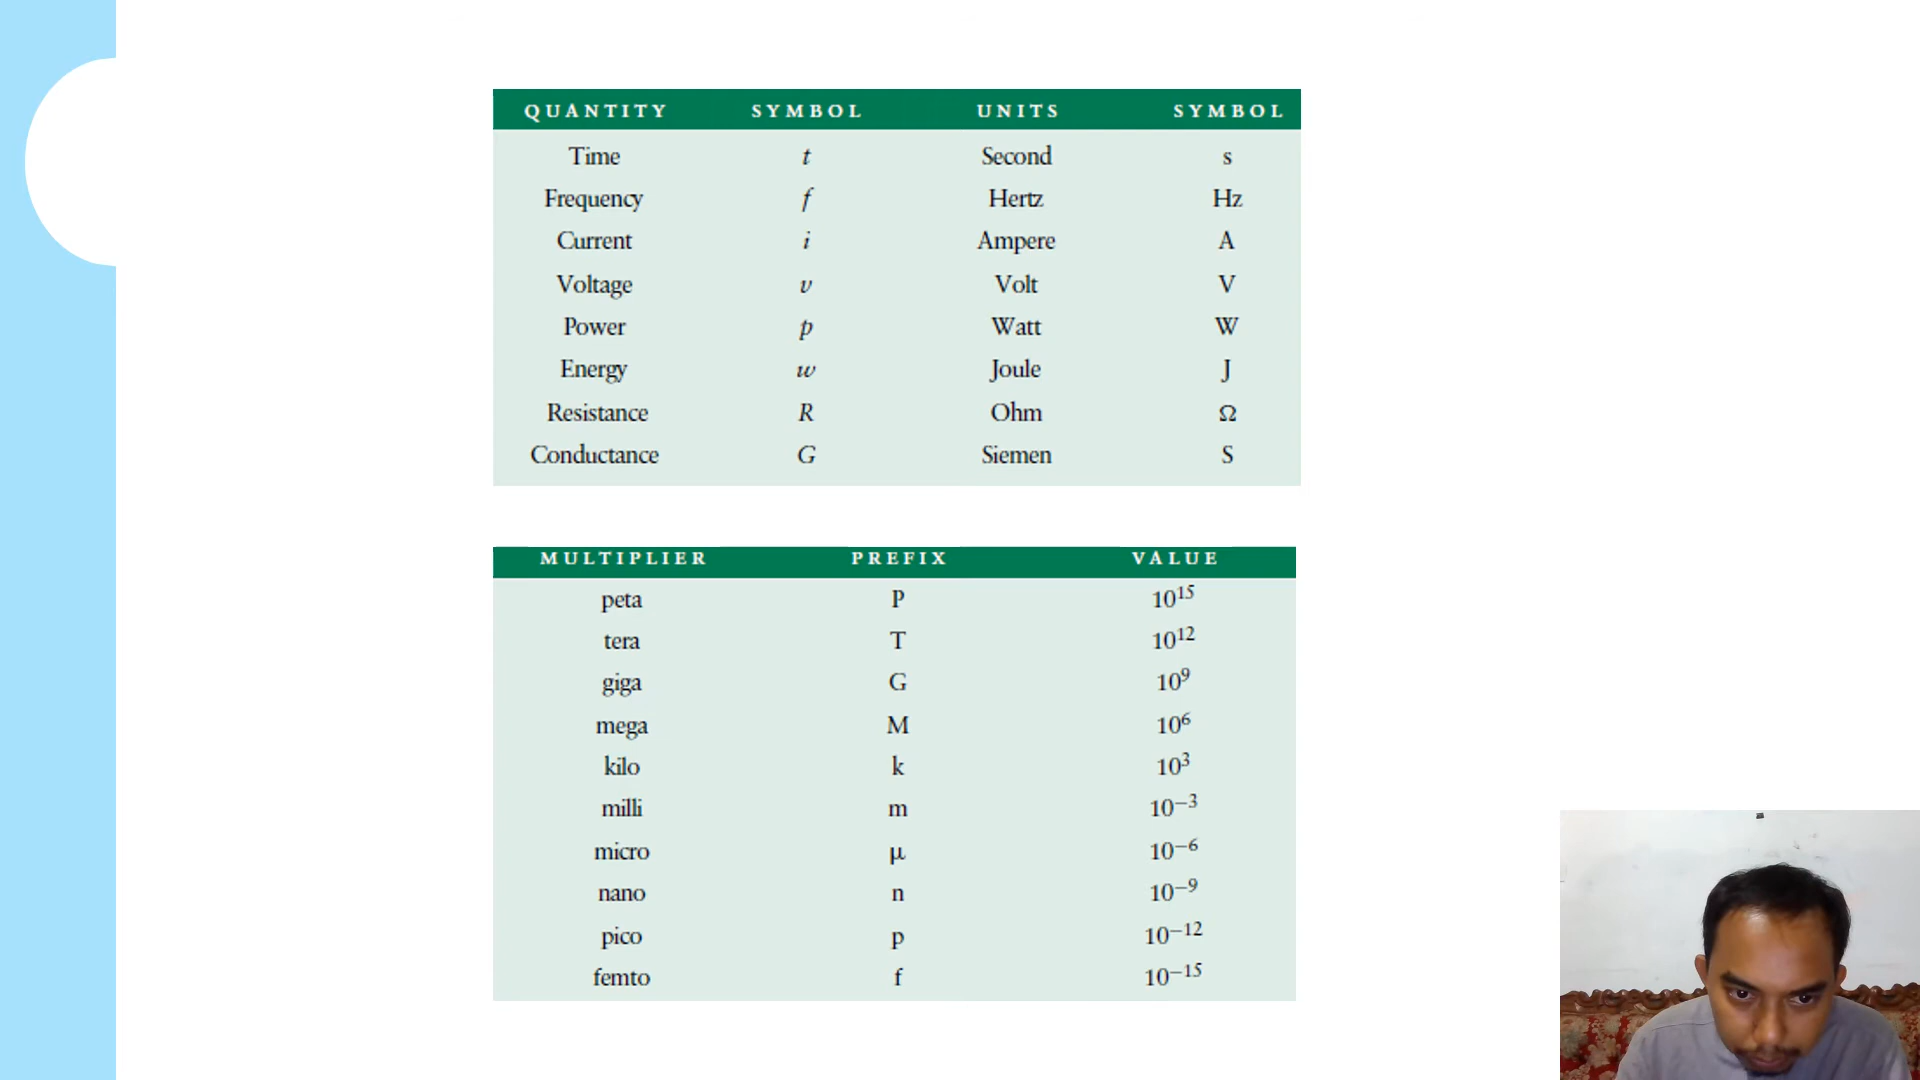 QUANTITY SYMBOL UNITS SYMBOL
Time t Second s
Frequency f Hertz Hz
Current i Ampere A
Voltage v Volt V
Power p Watt W
Energy w Joule J
Resistance R Ohm Ω
Conductance G Siemen S
MULTIPLIER PREFIX VALUE
peta P 10¹⁵
tera T 10¹²
giga G 10⁹
mega M 10⁶
kilo k 10³
milli m 10⁻³
micro μ 10⁻⁶
nano n 10⁻⁹
pico p 10⁻¹²
femto f 10⁻¹⁵